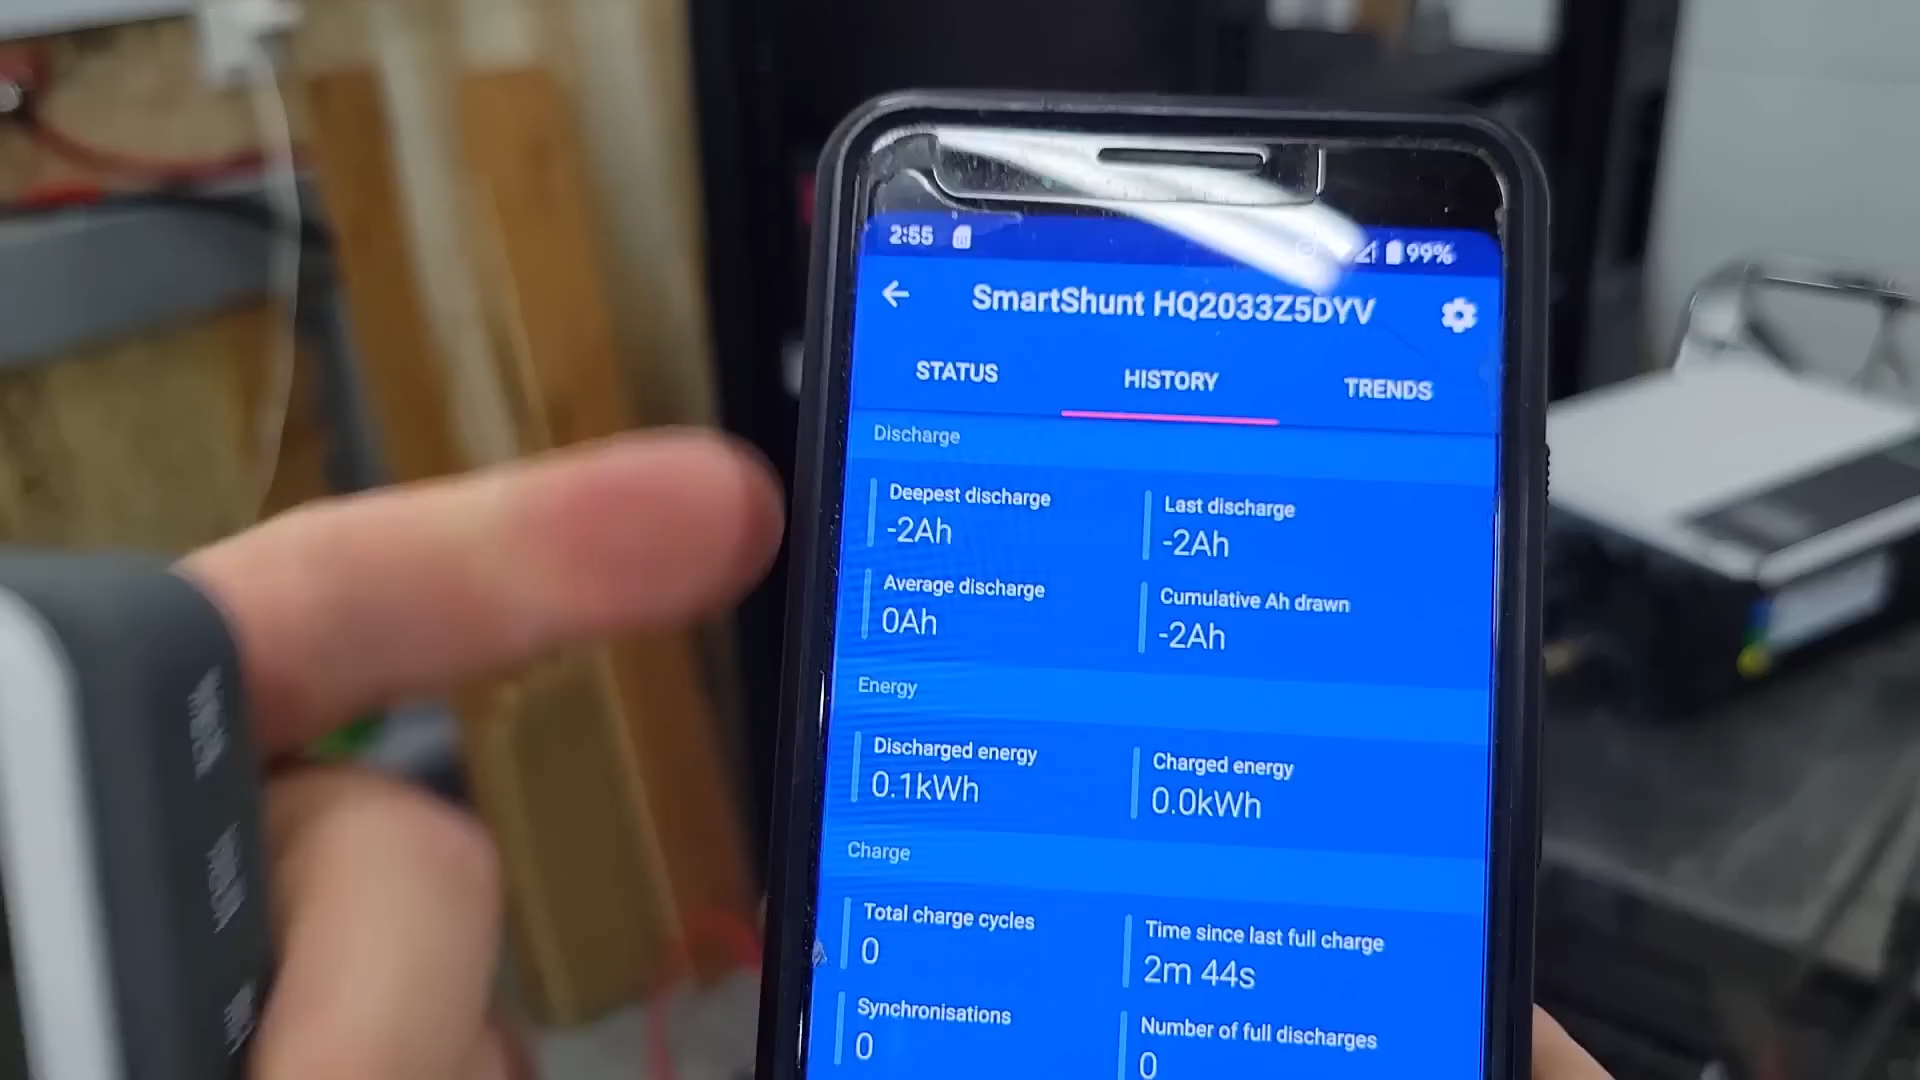 2:55
99%
SmartShunt HQ2033Z5DYV
STATUS
HISTORY
TRENDS
Discharge
Deepest discharge
-2Ah
Last discharge
-2Ah
Average discharge
0Ah
Cumulative Ah drawn
-2Ah
Energy
Discharged energy
0.1kWh
Charged energy
0.0kWh
Charge
Total charge cycles
0
Time since last full charge
2m 44s
Synchronisations
0
Number of full discharges
0